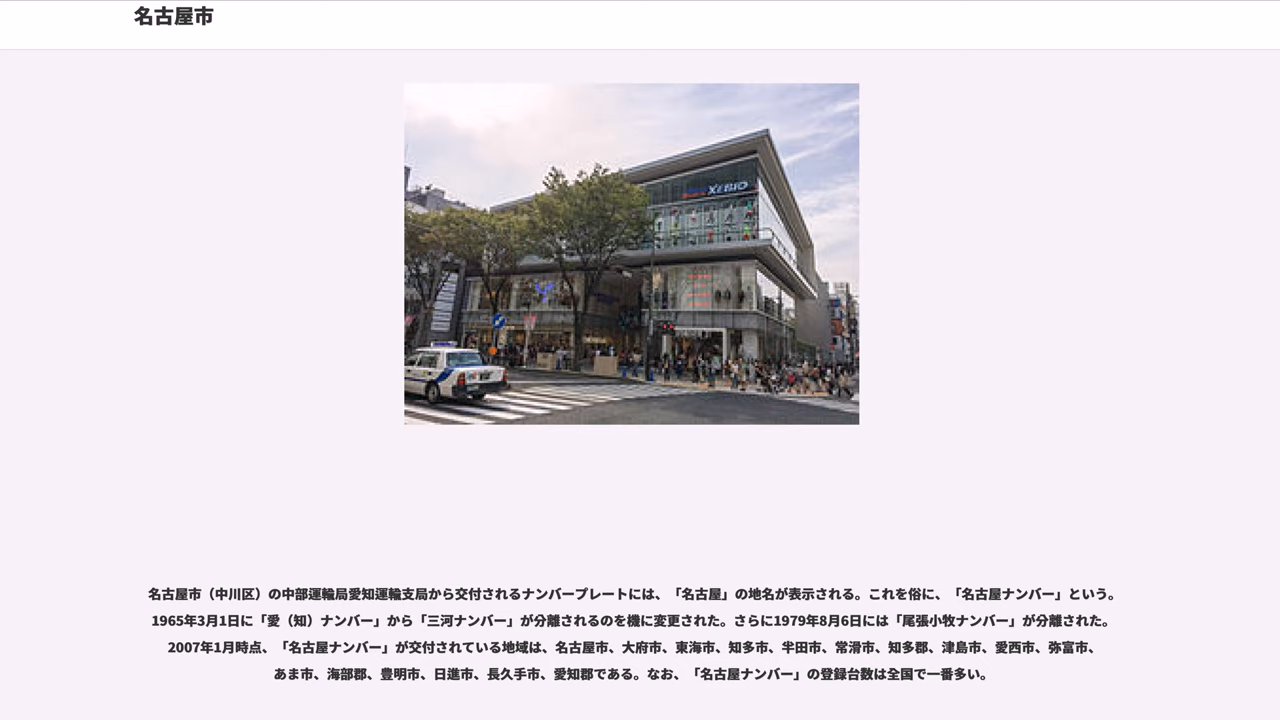 名古屋市
XEBIO
名古屋市（中川区）の中部運輸局愛知運輸支局から交付されるナンバープレートには、「名古屋」の地名が表示される。これを俗に、「名古屋ナンバー」という。
1965年3月1日に「愛（知）ナンバー」から「三河ナンバー」が分離されるのを機に変更された。さらに1979年8月6日には「尾張小牧ナンバー」が分離された。
2007年1月時点、「名古屋ナンバー」が交付されている地域は、名古屋市、大府市、東海市、知多市、半田市、常滑市、知多郡、津島市、愛西市、弥富市、
あま市、海部郡、豊明市、日進市、長久手市、愛知郡である。なお、「名古屋ナンバー」の登録台数は全国で一番多い。